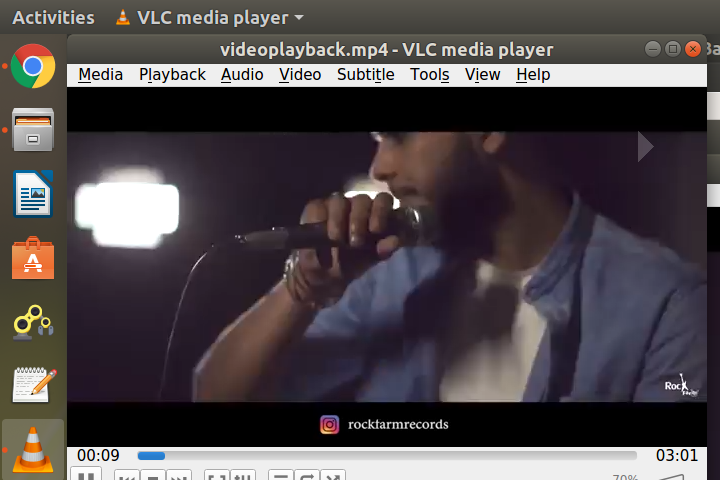 Activities VLC media player
videoplayback.mp4 - VLC media player
Media Playback Audio Video Subtitle Tools View Help
Rock
rockfarmrecords
00:09 03:01
70%